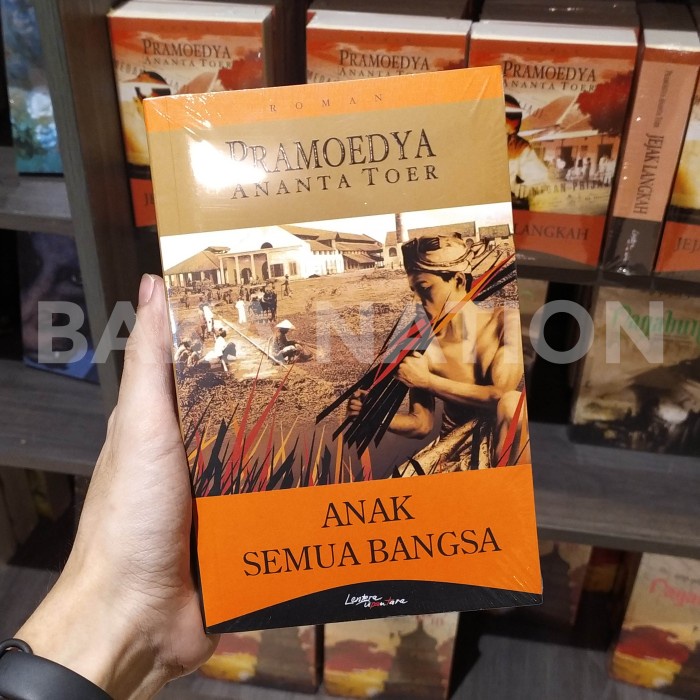 ROMAN
PRAMOEDYA
ANANTA TOER
ANAK
SEMUA BANGSA
Lentera
Dipantara
PRAMOEDYA
ANANTA TOER
PRAMOEDYA
ANANTA TOER
PRAMOEDYA
ANANTA TOER
LANGKAH
JEJAK LANGKAH
NATION